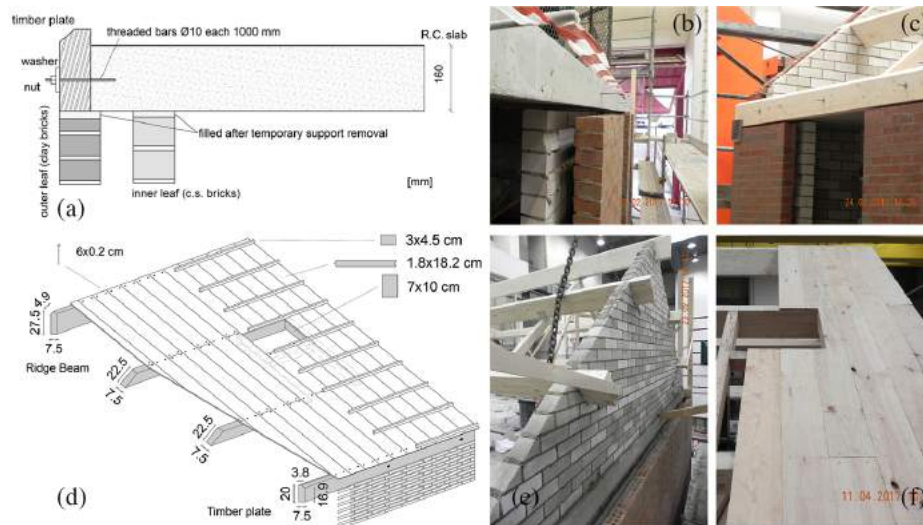 timber plate
(a)
threaded bars Ø10 each 1000 mm
R.C. slab
washer
nut
160
outer leaf (clay bricks)
filled after temporary support removal
inner leaf (c.s. bricks)
[mm]
(b)
(c)
6x0.2 cm
3x4.5 cm
1.8x18.2 cm
7x10 cm
4.9
27.5
7.5
Ridge Beam
22.5
7.5
22.5
7.5
3.8
20
16.9
7.5
Timber plate
(d)
(e)
(f)
11.04.2017